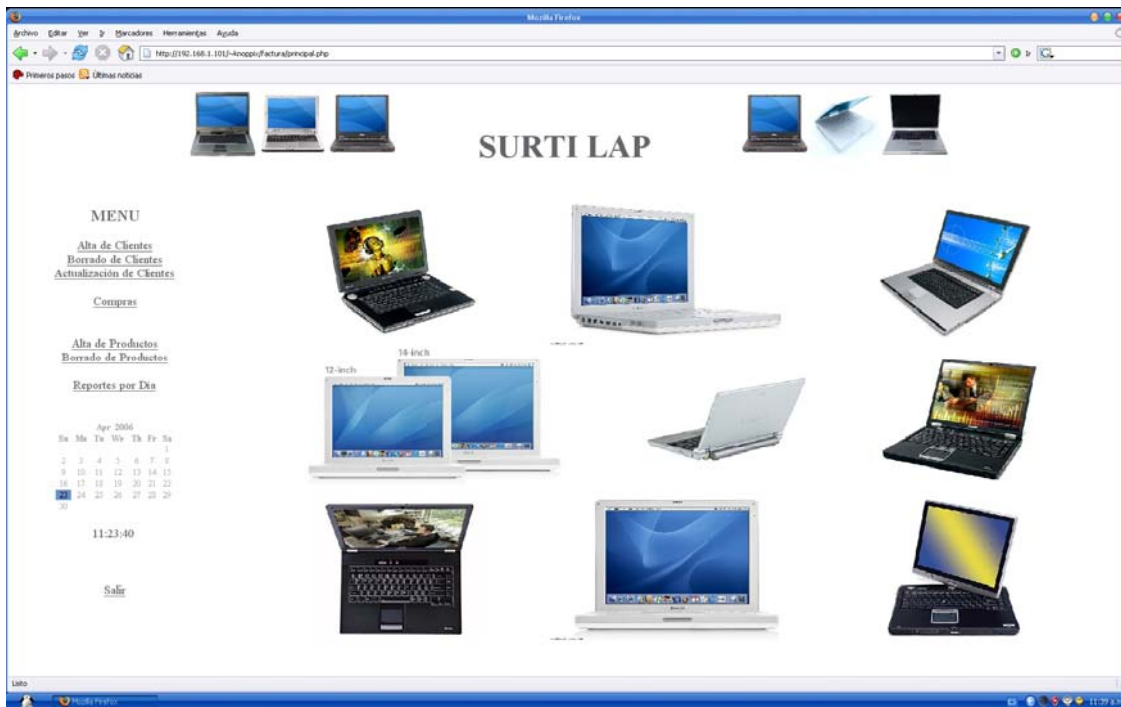 Mozilla Firefox
Archivo Editar Ver Ir Marcadores Herramientas Ayuda
http://192.168.1.101/~knoppix/factura/principal.php
Primeros pasos Últimas noticias
SURTI LAP
MENU
Alta de Clientes
Borrado de Clientes
Actualización de Clientes
Compras
Alta de Productos
Borrado de Productos
Reportes por Dia
Apr 2006
Su Mo Tu We Th Fr Sa
1
2 3 4 5 6 7 8
9 10 11 12 13 14 15
16 17 18 19 20 21 22
23 24 25 26 27 28 29
30
11:23:40
Salir
14-inch
12-inch
Listo
Mozilla Firefox
11:39 a.m.